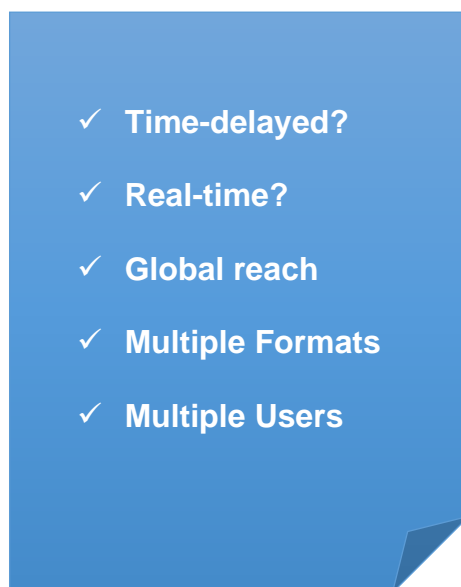 ✓ Time-delayed?
✓ Real-time?
✓ Global reach
✓ Multiple Formats
✓ Multiple Users